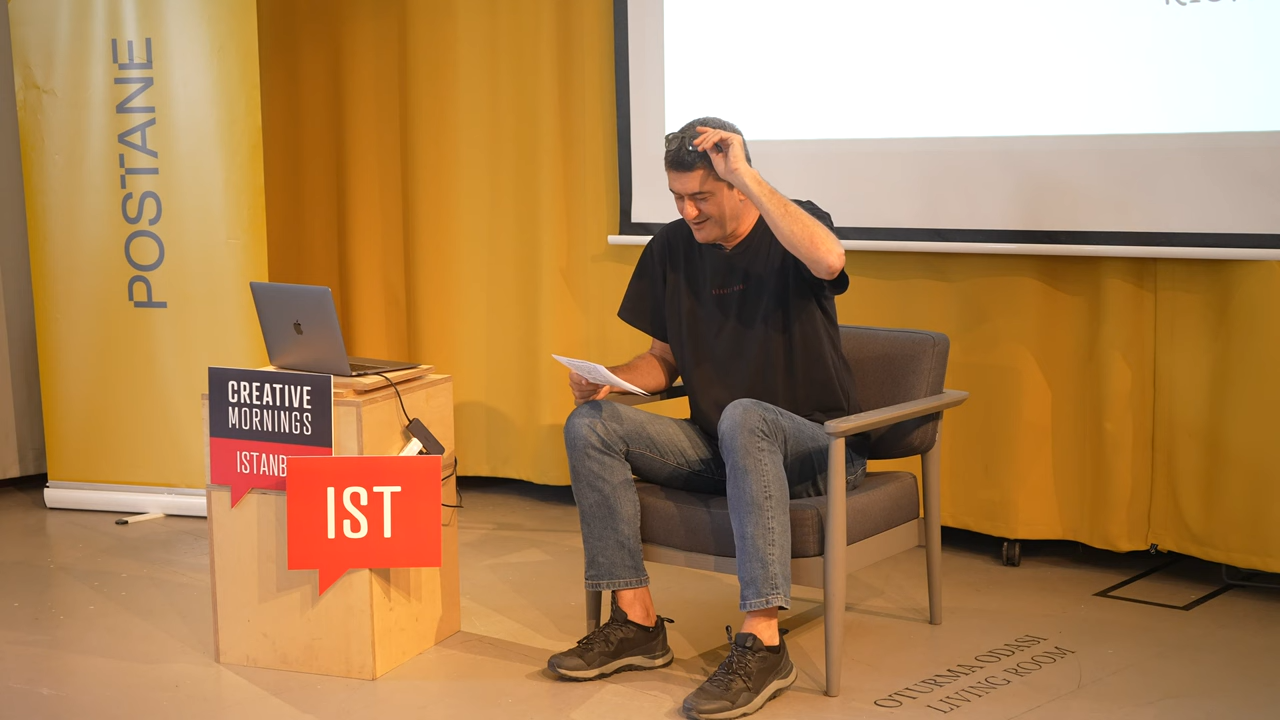 POSTANE
CREATIVE
MORNINGS
ISTANB
IST
OTURMA ODASI
LIVING ROOM